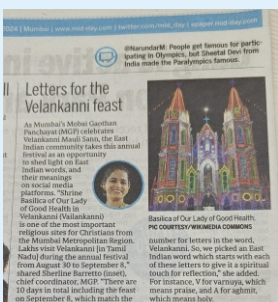 2024 | Mumbai | www.mid-day.com | twitter.com/mid_day | epaper.mid-day.com
@NarundarM: People get famous for partic-
ipating in Olympics, but Sheetal Devi from
India made the Paralympics famous.
Letters for the
Velankanni feast
As Mumbai's Mobai Gaothan
Panchayat (MGP) celebrates
Velankanni Mauli Sann, the East
Indian community takes this annual
festival as an opportunity
to shed light on East
Indian words, and
their meanings
on social media
platforms. "Shrine
Basilica of Our Lady
of Good Health in
Velankanni (Vailankanni)
is one of the most important
religious sites for Christians from
the Mumbai Metropolitan Region.
Lakhs visit Velankanni [in Tamil
Nadu] during the annual festival
from August 30 to September 8,"
shared Sherline Barretto (inset),
chief coordinator, MGP. "There are
10 days in total including the feast
on September 8, which match the
Basilica of Our Lady of Good Health.
PIC COURTESY/WIKIMEDIA COMMONS
number for letters in the word,
Velankanni. So, we picked an East
Indian word which starts with each
of these letters to give it a spiritual
touch for reflection," she added.
For instance, V for varnuya, which
means praise, and A for aghmit,
which means holy